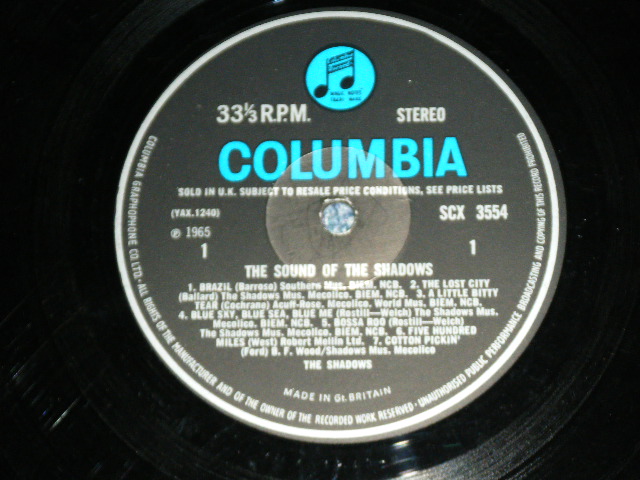 33⅓ R.P.M.
STEREO
COLUMBIA
SOLD IN U.K. SUBJECT TO RESALE PRICE CONDITIONS, SEE PRICE LISTS
(YAX.1240)
SCX 3554
℗ 1965
1
1
THE SOUND OF THE SHADOWS
1. BRAZIL (Barroso) Southern Mus. BIEM, NCB. 2. THE LOST CITY
(Ballard) The Shadows Mus. Mecolico. BIEM, NCB. 3. A LITTLE BITTY
TEAR (Cochran) Acuff-Rose, Mecolico. World Mus. BIEM, NCB.
4. BLUE SKY, BLUE SEA, BLUE ME (Rostill—Welch) The Shadows Mus.
Mecolico. BIEM, NCB. 5. BOSSA ROO (Rostill—Welch)
The Shadows Mus. Mecolico. BIEM, NCB. 6. FIVE HUNDRED
MILES (West) Robert Mellin Ltd. 7. COTTON PICKIN'
(Ford) B. F. Wood/Shadows Mus. Mecolico
THE SHADOWS
MADE IN Gt. BRITAIN
COLUMBIA GRAPHOPHONE CO. LTD. · ALL RIGHTS OF THE MANUFACTURER AND OF THE OWNER OF THE RECORDED WORK RESERVED · UNAUTHORISED PUBLIC PERFORMANCE BROADCASTING AND COPYING OF THIS RECORD PROHIBITED